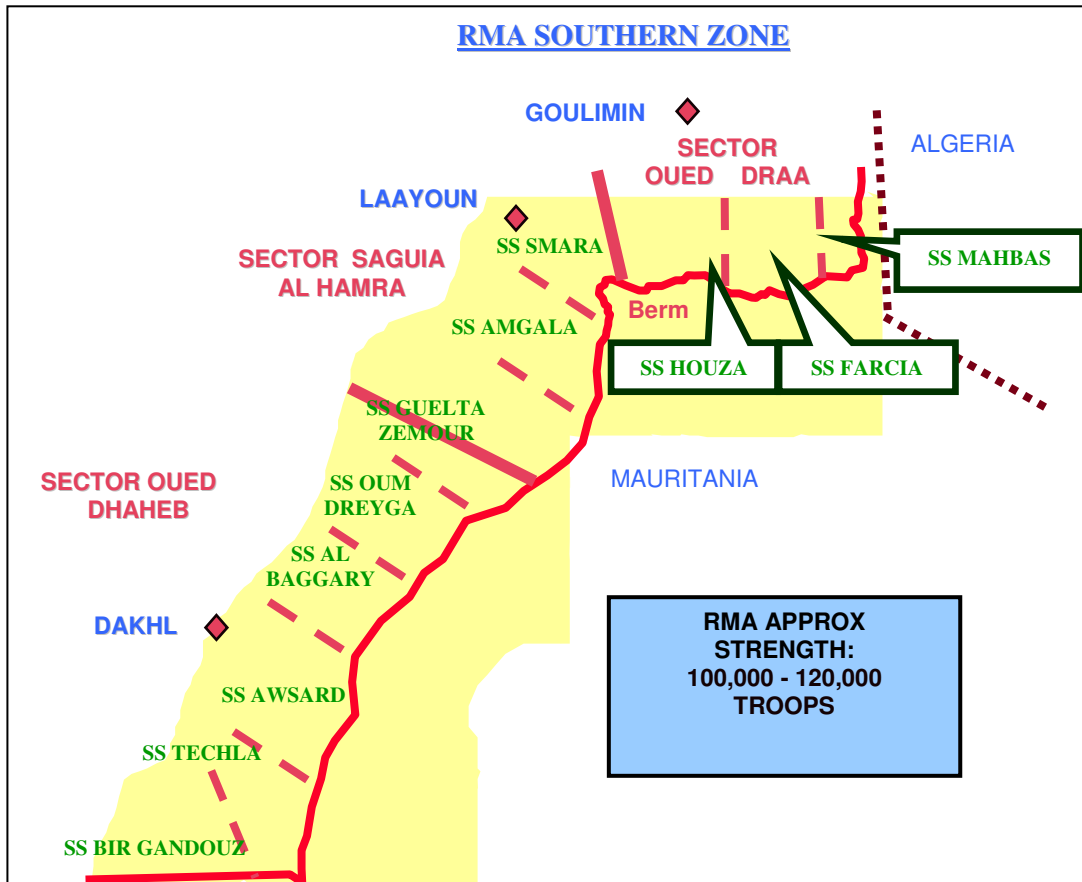 RMA SOUTHERN ZONE
GOULIMIN
ALGERIA
SECTOR
OUED DRAA
LAAYOUN
SS SMARA
SS MAHBAS
SECTOR SAGUIA
AL HAMRA
Berm
SS AMGALA
SS HOUZA
SS FARCIA
SS GUELTA
ZEMOUR
MAURITANIA
SECTOR OUED
DHAHEB
SS OUM
DREYGA
SS AL
BAGGARY
DAKHL
RMA APPROX
STRENGTH:
100,000 - 120,000
TROOPS
SS AWSARD
SS TECHLA
SS BIR GANDOUZ